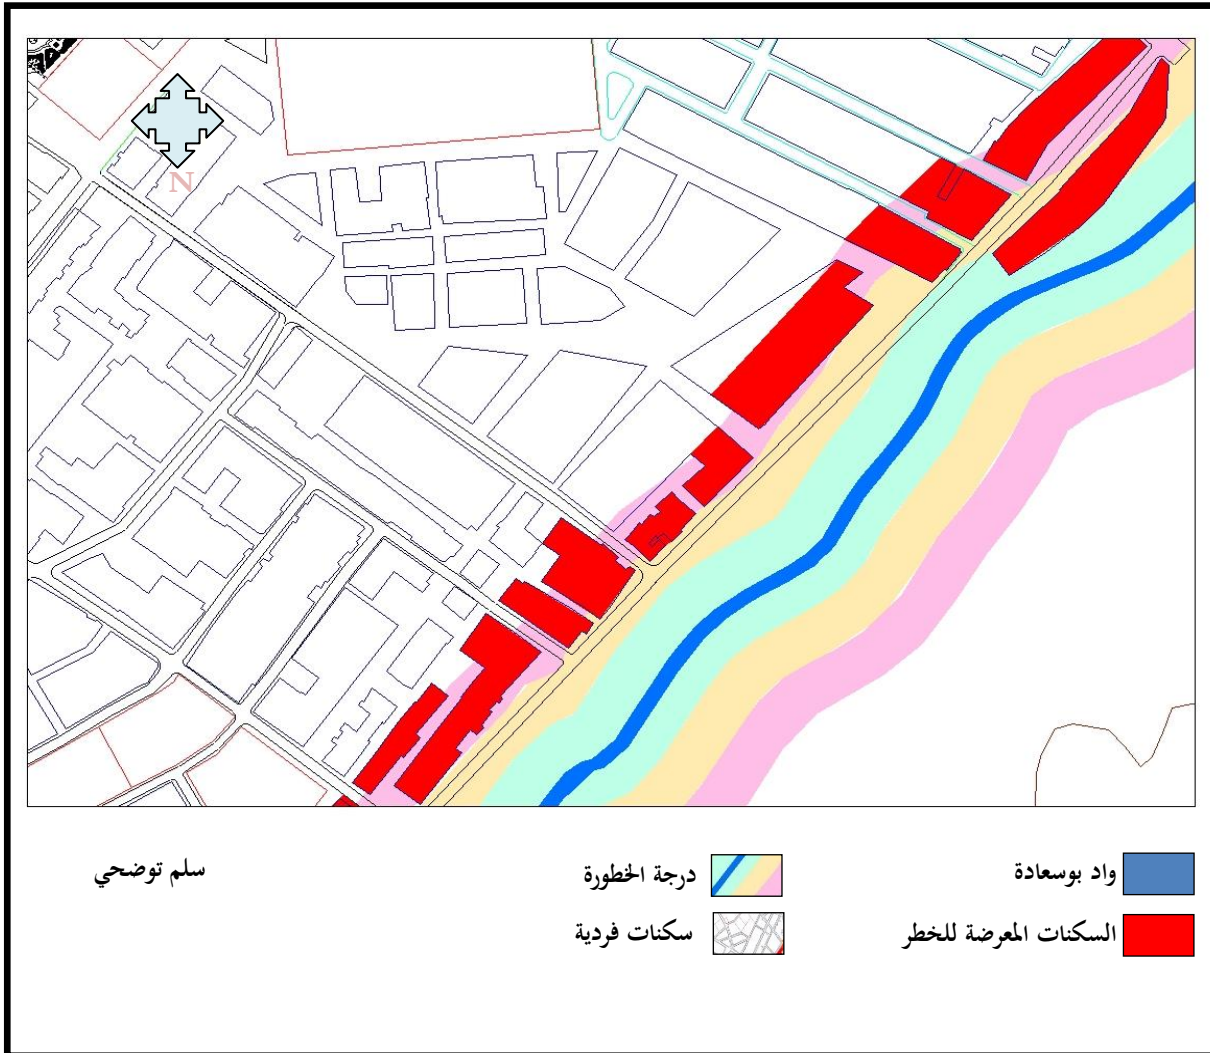 N
واد بوسعادة
درجة الخطورة
سلم توضحي
السكنات المعرضة للخطر
سكنات فردية